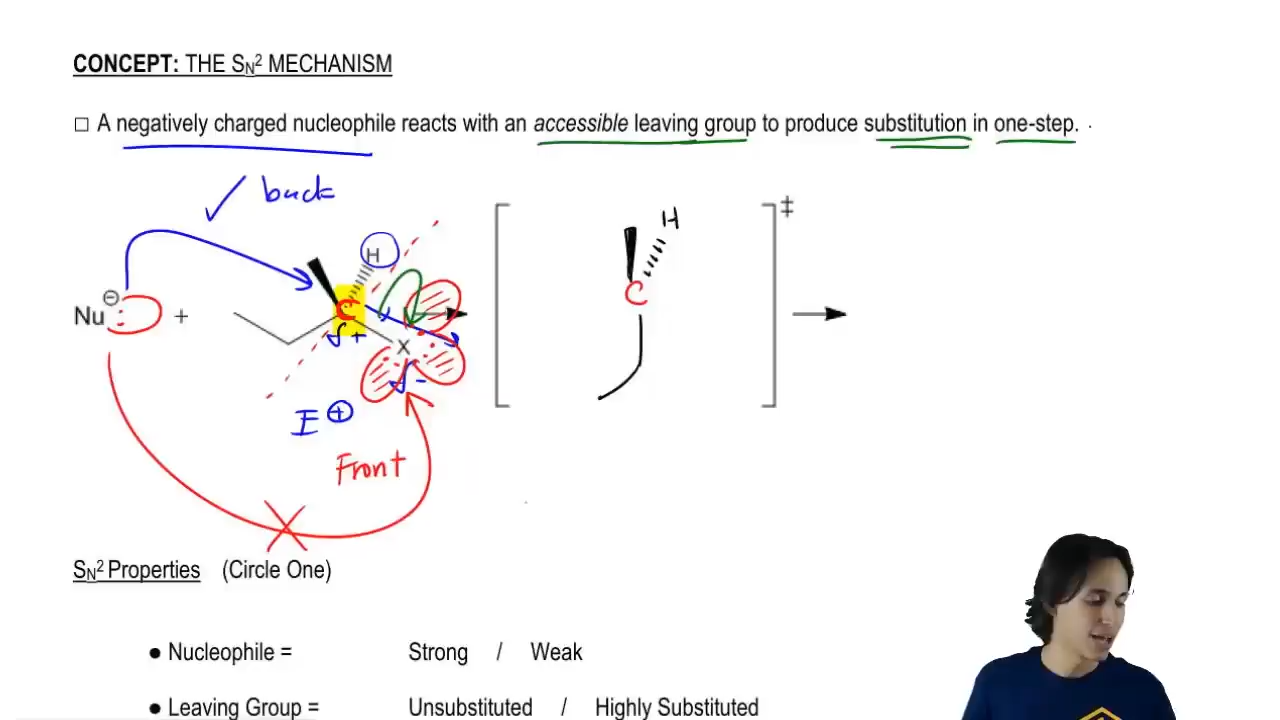 CONCEPT: THE SN2 MECHANISM
□ A negatively charged nucleophile reacts with an accessible leaving group to produce substitution in one-step.
✓ back
H
‡
H
Nu⊖ : + C C
δ+
X
δ-
E⊕
Front
SN2 Properties (Circle One)
● Nucleophile = Strong / Weak
● Leaving Group = Unsubstituted / Highly Substituted